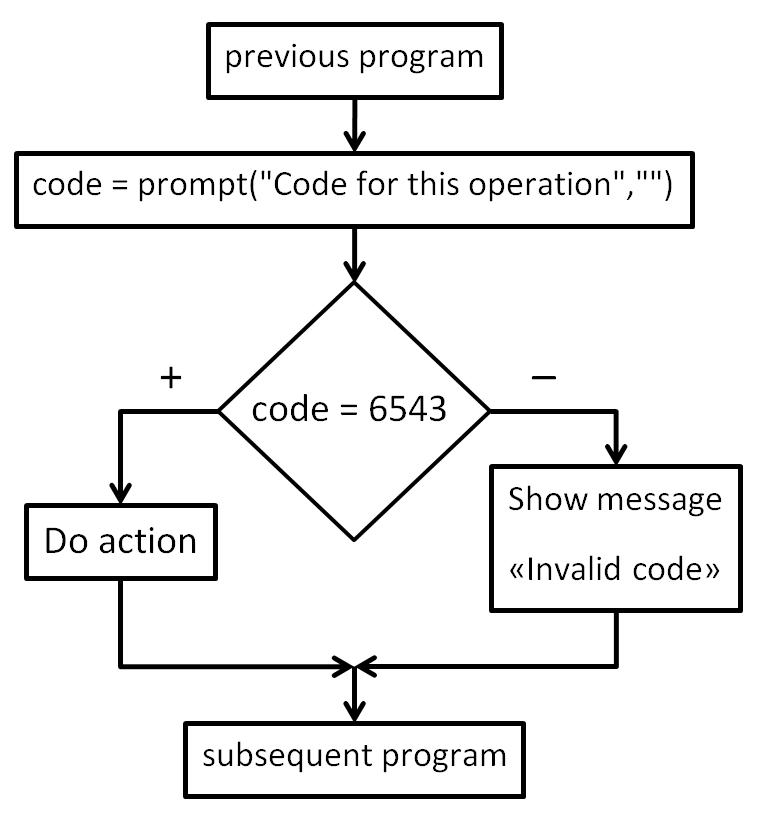 previous program
code = prompt("Code for this operation","")
+
−
code = 6543
Show message
«Invalid code»
Do action
subsequent program